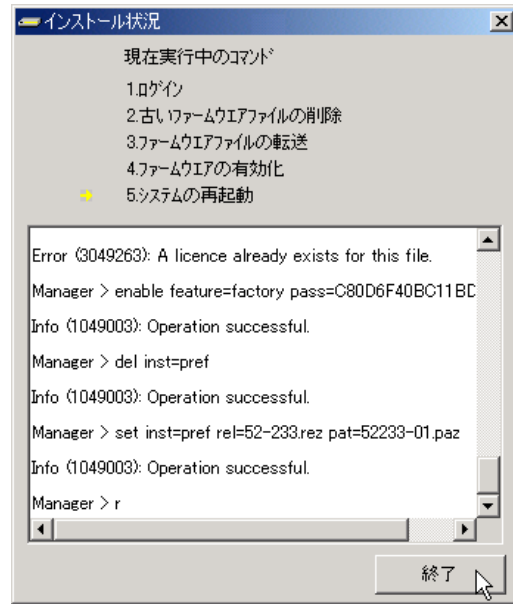 インストール状況
現在実行中のｺﾏﾝﾄﾞ
1.ﾛｸﾞｲﾝ
2.古いﾌｧｰﾑｳｴｱﾌｧｲﾙの削除
3.ﾌｧｰﾑｳｴｱﾌｧｲﾙの転送
4.ﾌｧｰﾑｳｴｱの有効化
5.ｼｽﾃﾑの再起動
Error (3049263): A licence already exists for this file.
Manager > enable feature=factory pass=C80D6F40BC11BD
Info (1049003): Operation successful.
Manager > del inst=pref
Info (1049003): Operation successful.
Manager > set inst=pref rel=52-233.rez pat=52233-01.paz
Info (1049003): Operation successful.
Manager > r
終了